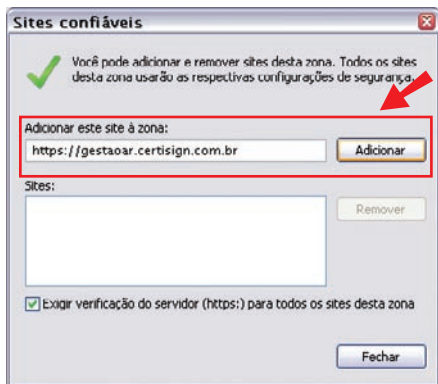 Sites confiáveis
Você pode adicionar e remover sites desta zona. Todos os sites
desta zona usarão as respectivas configurações de segurança.
Adicionar este site à zona:
https://gestaoar.certisign.com.br
Adicionar
Sites:
Remover
Exigir verificação do servidor (https:) para todos os sites desta zona
Fechar